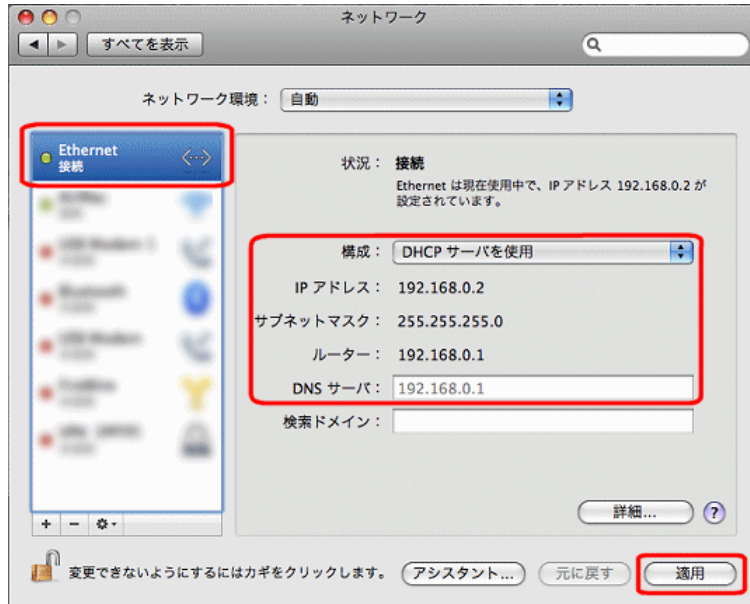 ネットワーク
すべてを表示
ネットワーク環境： 自動
Ethernet
接続
状況： 接続
Ethernet は現在使用中で、IP アドレス 192.168.0.2 が
設定されています。
構成： DHCP サーバを使用
IP アドレス： 192.168.0.2
サブネットマスク： 255.255.255.0
ルーター： 192.168.0.1
DNS サーバ： 192.168.0.1
検索ドメイン：
詳細...
?
変更できないようにするにはカギをクリックします。 アシスタント... 元に戻す 適用